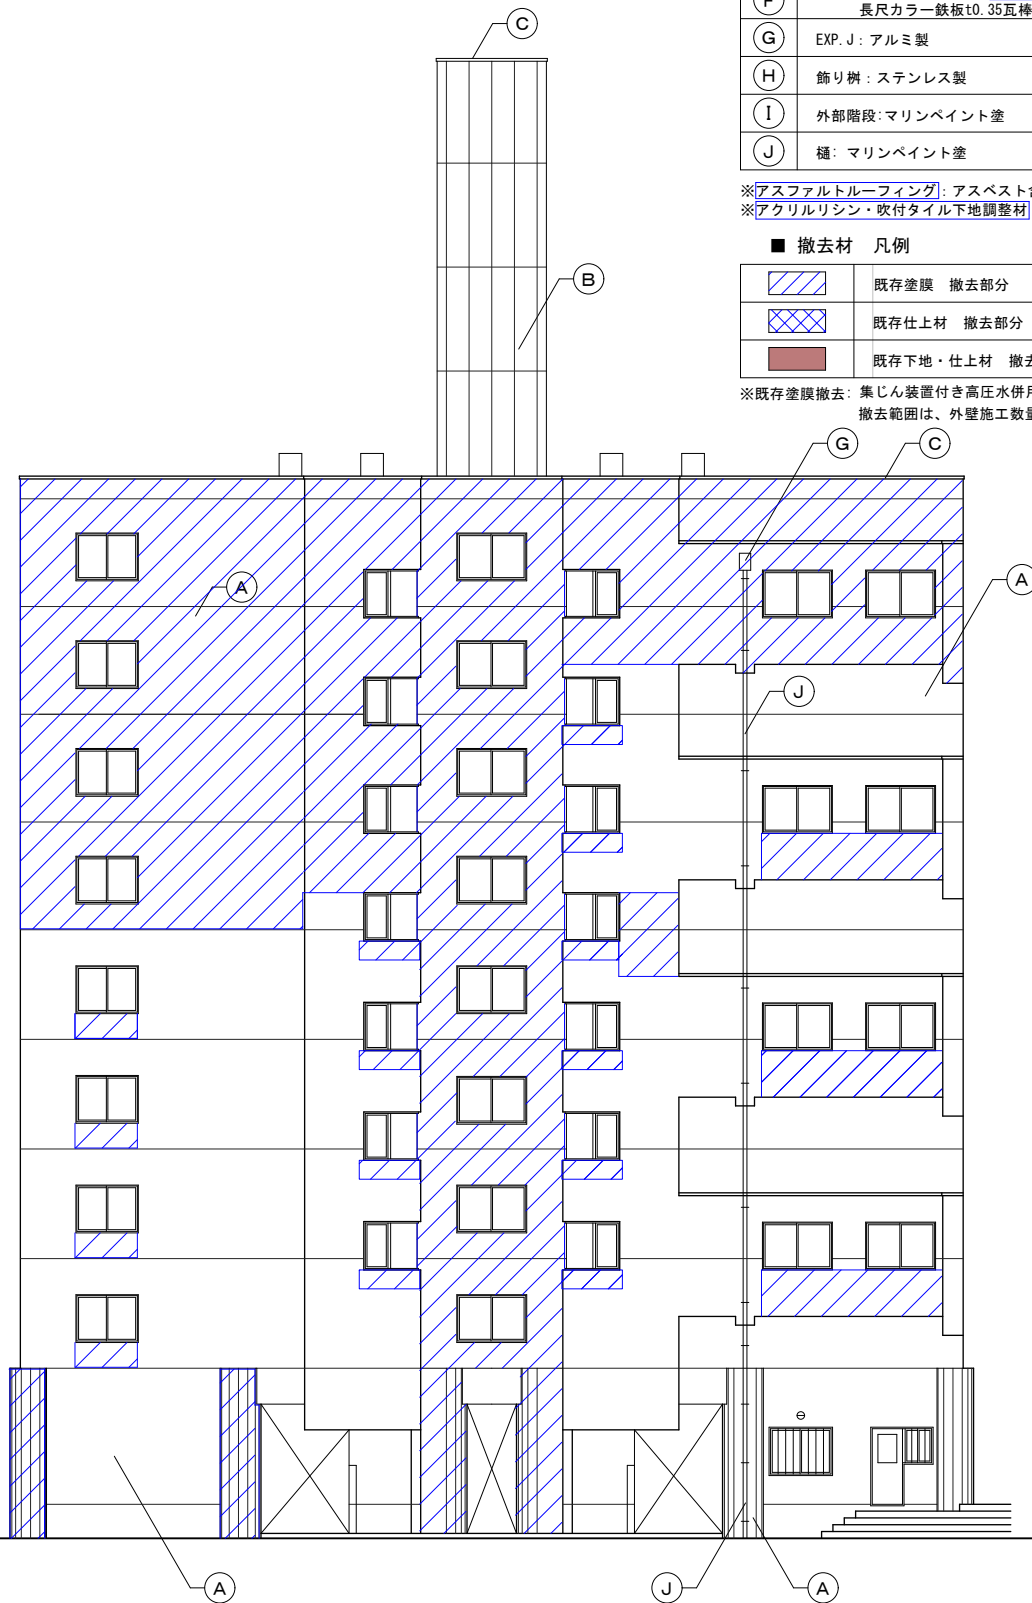 F
長尺カラー鉄板t0.35瓦棒
G EXP.J：アルミ製
H 飾り桝：ステンレス製
I 外部階段：マリンペイント塗
J 樋：マリンペイント塗
※アスファルトルーフィング：アスベスト含
※アクリルリシン・吹付タイル下地調整材
■ 撤去材　凡例
既存塗膜　撤去部分
既存仕上材　撤去部分
既存下地・仕上材　撤去
※既存塗膜撤去：集じん装置付き高圧水併用
撤去範囲は、外壁施工数量
C
B
G
C
A
A
J
A
J
A